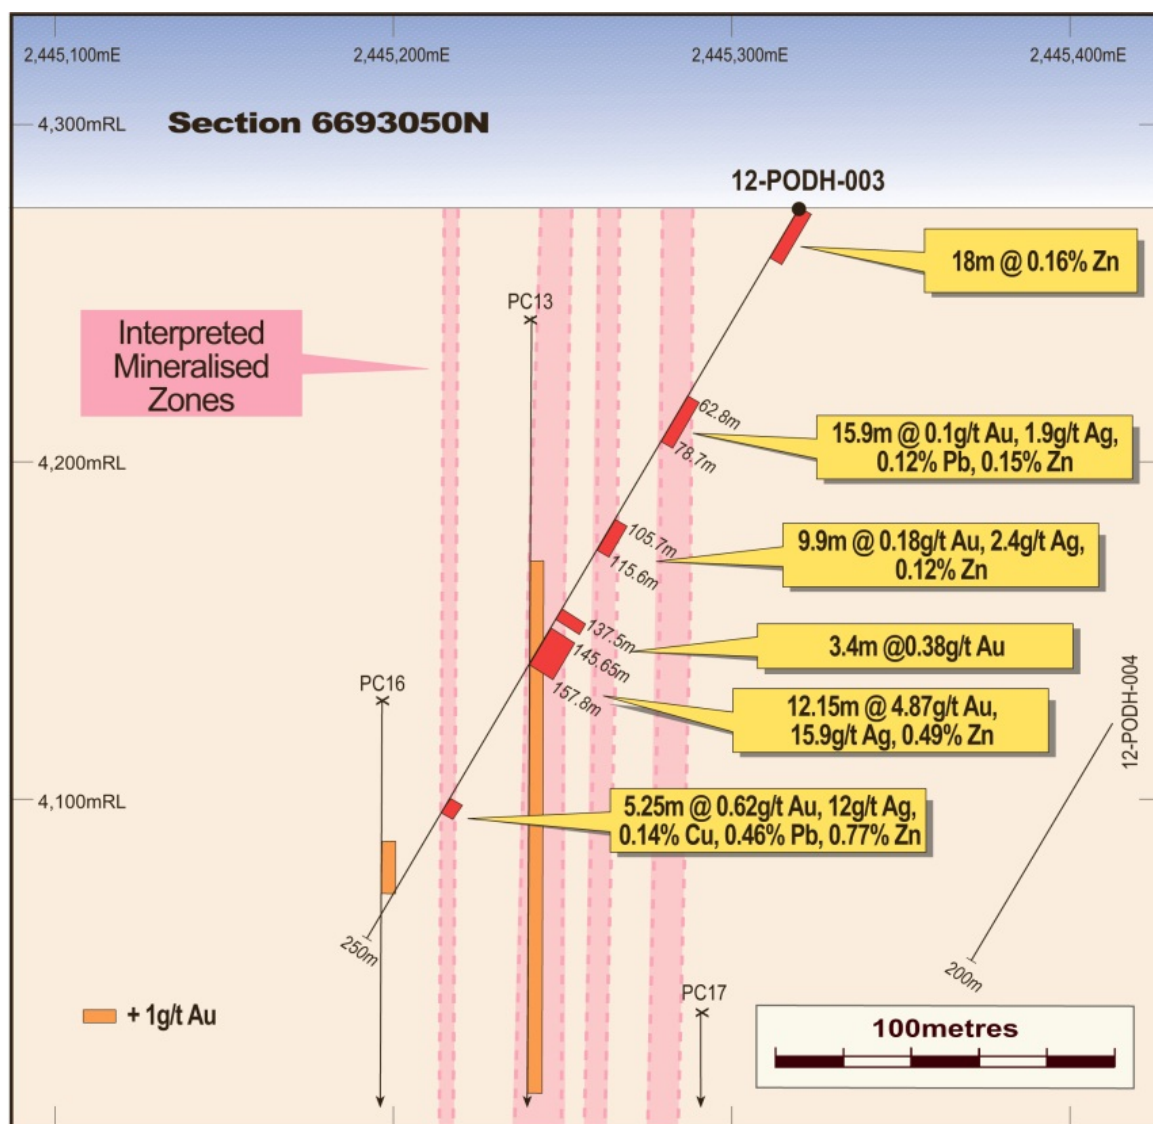 2,445,100mE
2,445,200mE
2,445,300mE
2,445,400mE
4,300mRL
Section 6693050N
12-PODH-003
18m @ 0.16% Zn
PC13
Interpreted
Mineralised
Zones
62.8m
78.7m
15.9m @ 0.1g/t Au, 1.9g/t Ag,
0.12% Pb, 0.15% Zn
4,200mRL
105.7m
115.6m
9.9m @ 0.18g/t Au, 2.4g/t Ag,
0.12% Zn
137.5m
145.65m
157.8m
3.4m @0.38g/t Au
12.15m @ 4.87g/t Au,
15.9g/t Ag, 0.49% Zn
PC16
12-PODH-004
4,100mRL
5.25m @ 0.62g/t Au, 12g/t Ag,
0.14% Cu, 0.46% Pb, 0.77% Zn
250m
200m
PC17
+ 1g/t Au
100metres